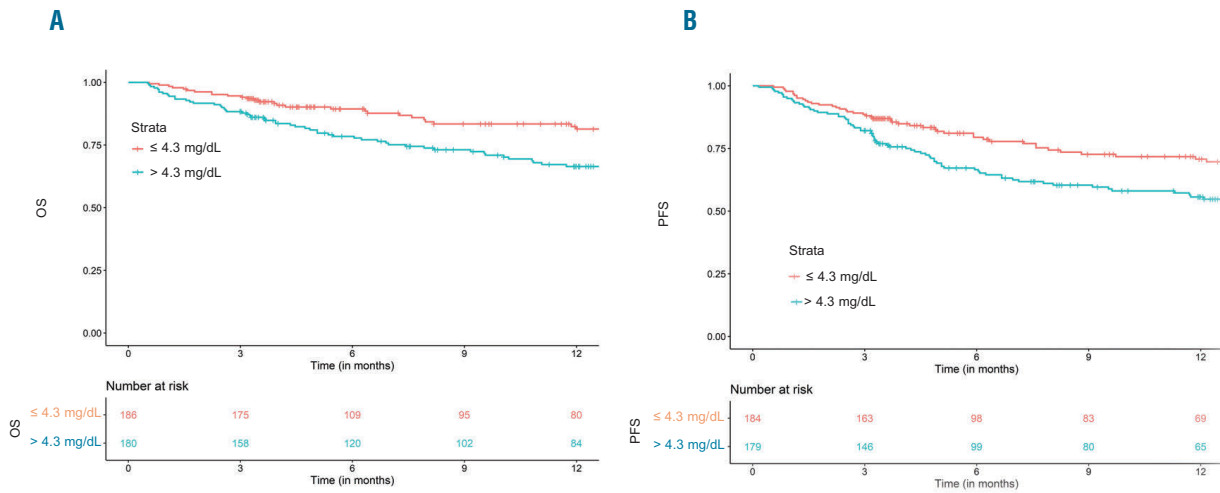 A
1.00
0.75
0.50
0.25
0.00
OS
Strata
≤ 4.3 mg/dL
> 4.3 mg/dL
0 3 6 9 12
Time (in months)
Number at risk
OS
≤ 4.3 mg/dL 186 175 109 95 80
> 4.3 mg/dL 180 158 120 102 84
0 3 6 9 12
Time (in months)
B
1.00
0.75
0.50
0.25
0.00
PFS
Strata
≤ 4.3 mg/dL
> 4.3 mg/dL
0 3 6 9 12
Time (in months)
Number at risk
PFS
≤ 4.3 mg/dL 184 163 98 83 69
> 4.3 mg/dL 179 146 99 80 65
0 3 6 9 12
Time (in months)